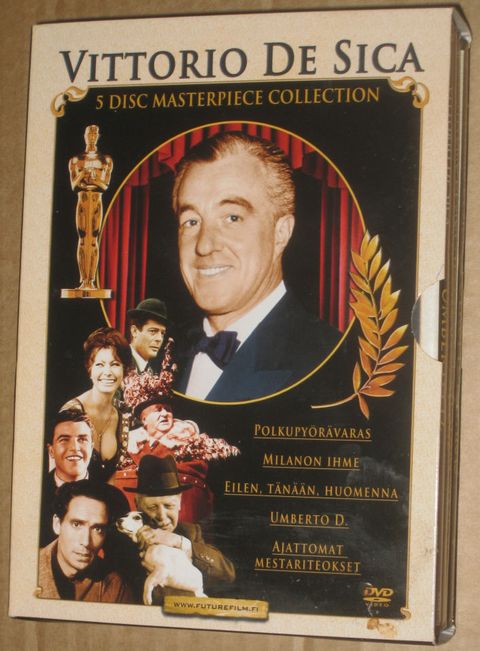 VITTORIO DE SICA
5 DISC MASTERPIECE COLLECTION
POLKUPYÖRÄVARAS
MILANON IHME
EILEN, TÄNÄÄN, HUOMENNA
UMBERTO D.
AJATTOMAT
MESTARITEOKSET
DVD
VIDEO
WWW.FUTUREFILM.FI